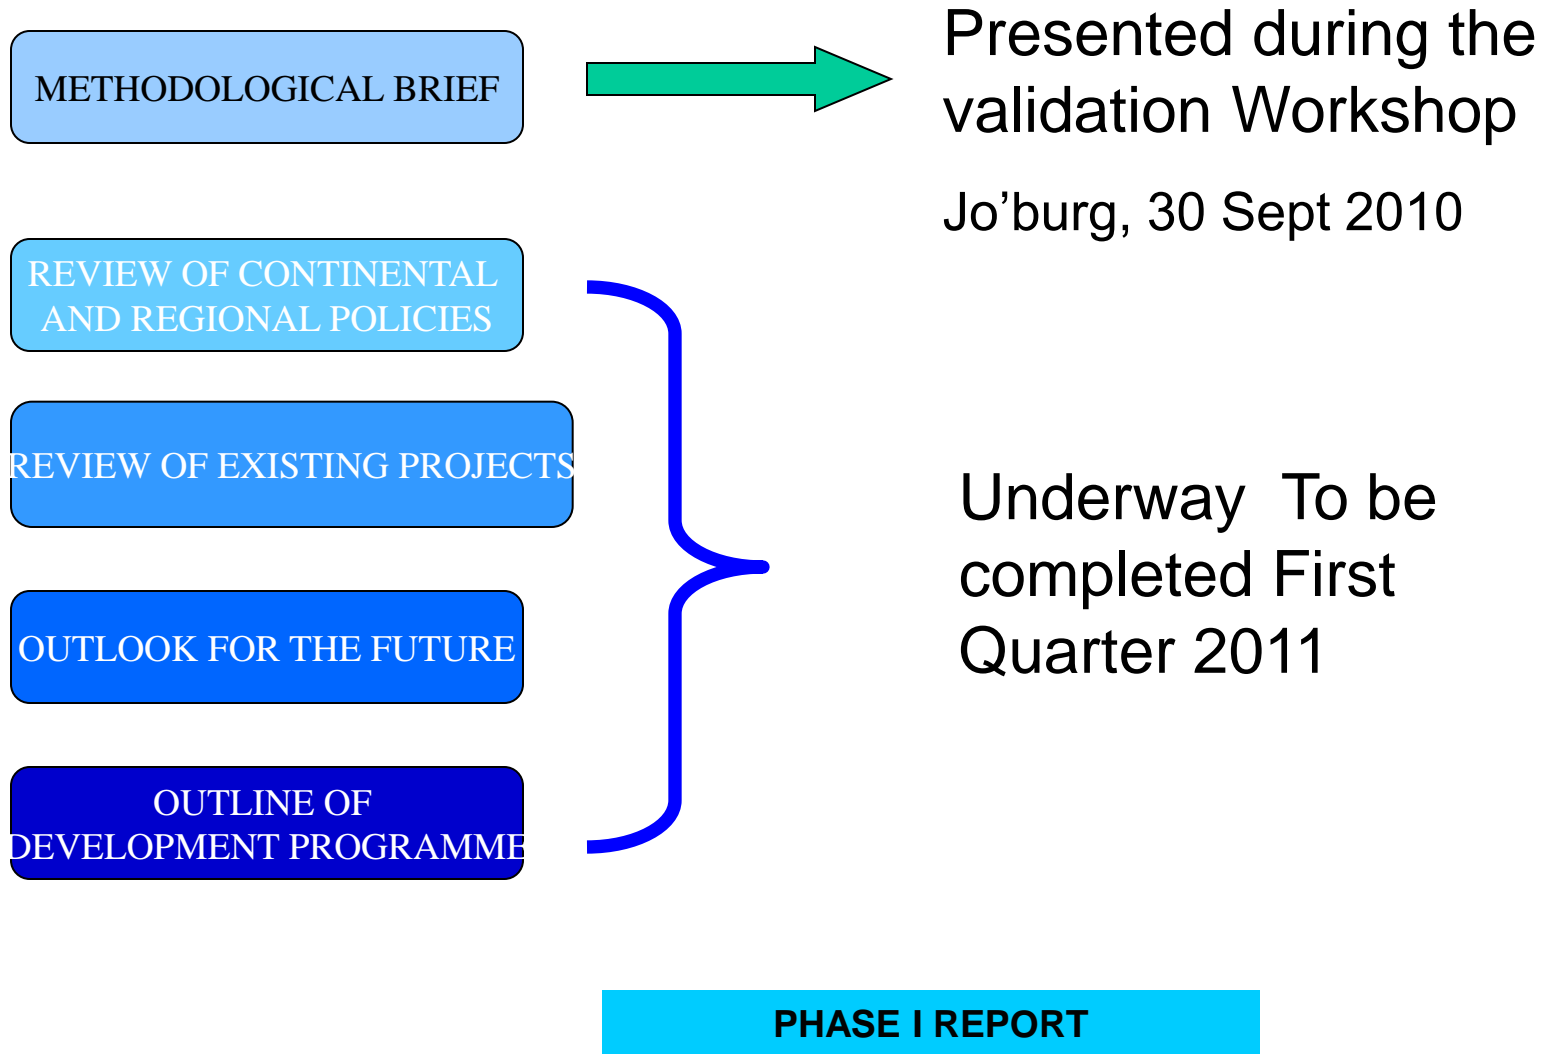 METHODOLOGICAL BRIEF
Presented during the
validation Workshop
Jo’burg, 30 Sept 2010
REVIEW OF CONTINENTAL
AND REGIONAL POLICIES
REVIEW OF EXISTING PROJECTS
OUTLOOK FOR THE FUTURE
OUTLINE OF
DEVELOPMENT PROGRAMME
Underway  To be
completed First
Quarter 2011
PHASE I REPORT